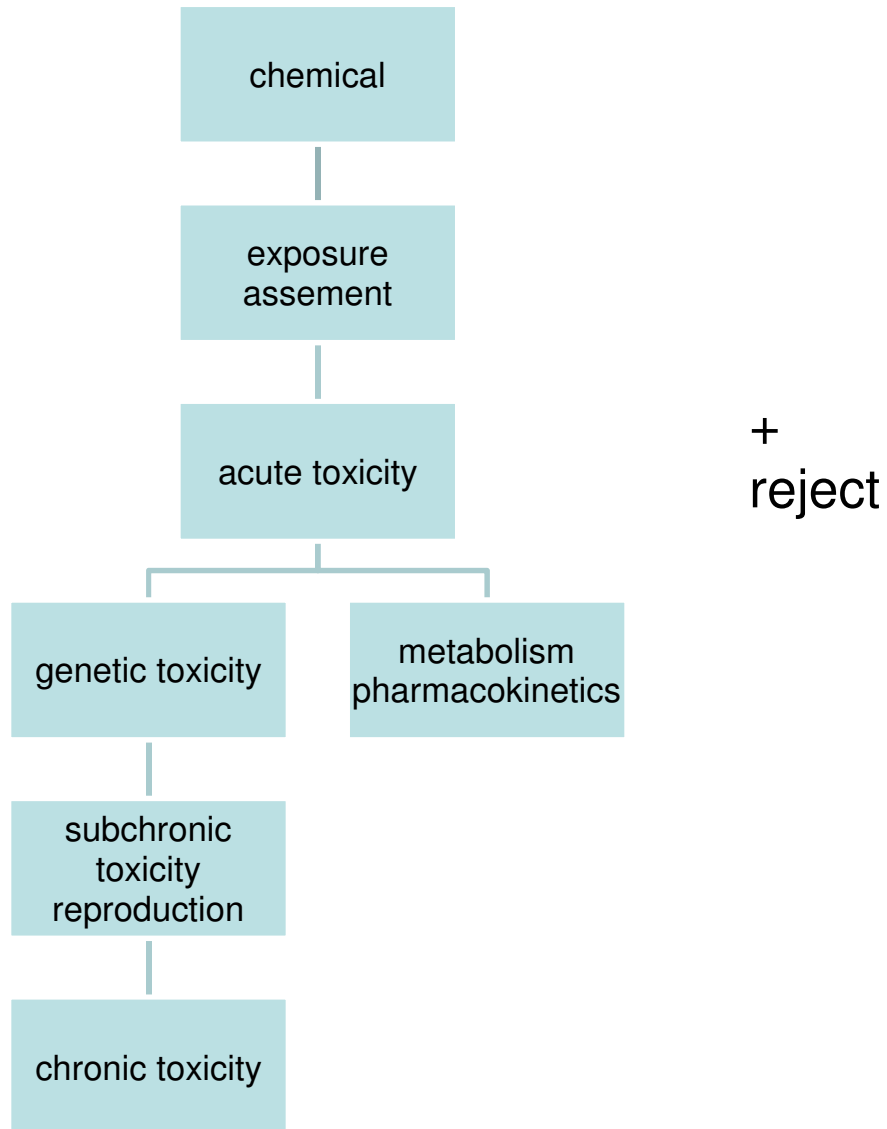 chemical
exposure
assement
acute toxicity
+
reject
genetic toxicity
metabolism
pharmacokinetics
subchronic
toxicity
reproduction
chronic toxicity